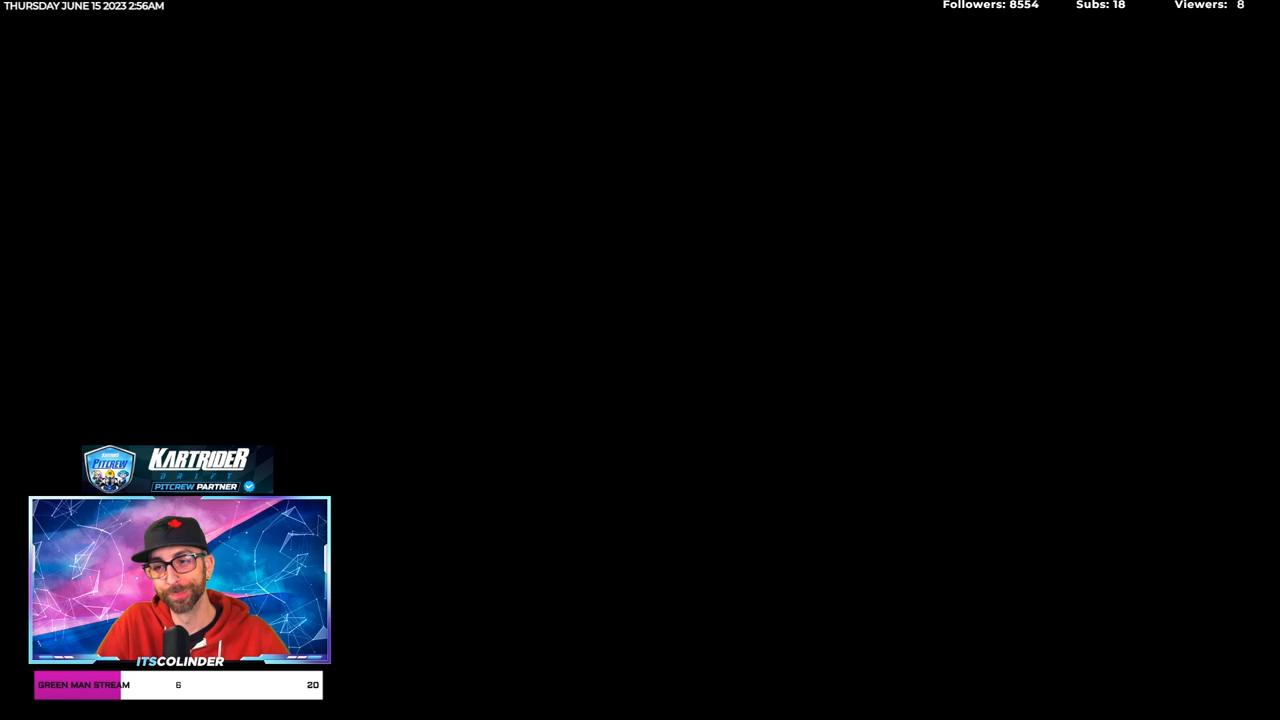 THURSDAY JUNE 15 2023 2:56AM
Followers: 8554 Subs: 18 Viewers: 8
PITCREW
KARTRIDER
DRIFT
PITCREW PARTNER
ITSCOLINDER
GREEN MAN STREAM 6 20